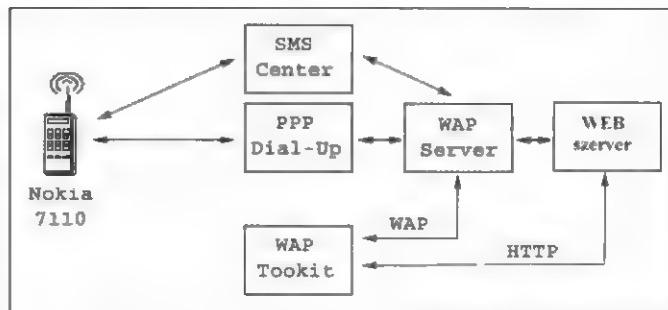 SMS
Center
PPP
Dial-Up
WAP
Server
WEB
szerver
Nokia
7110
WAP
Tookit
WAP
HTTP